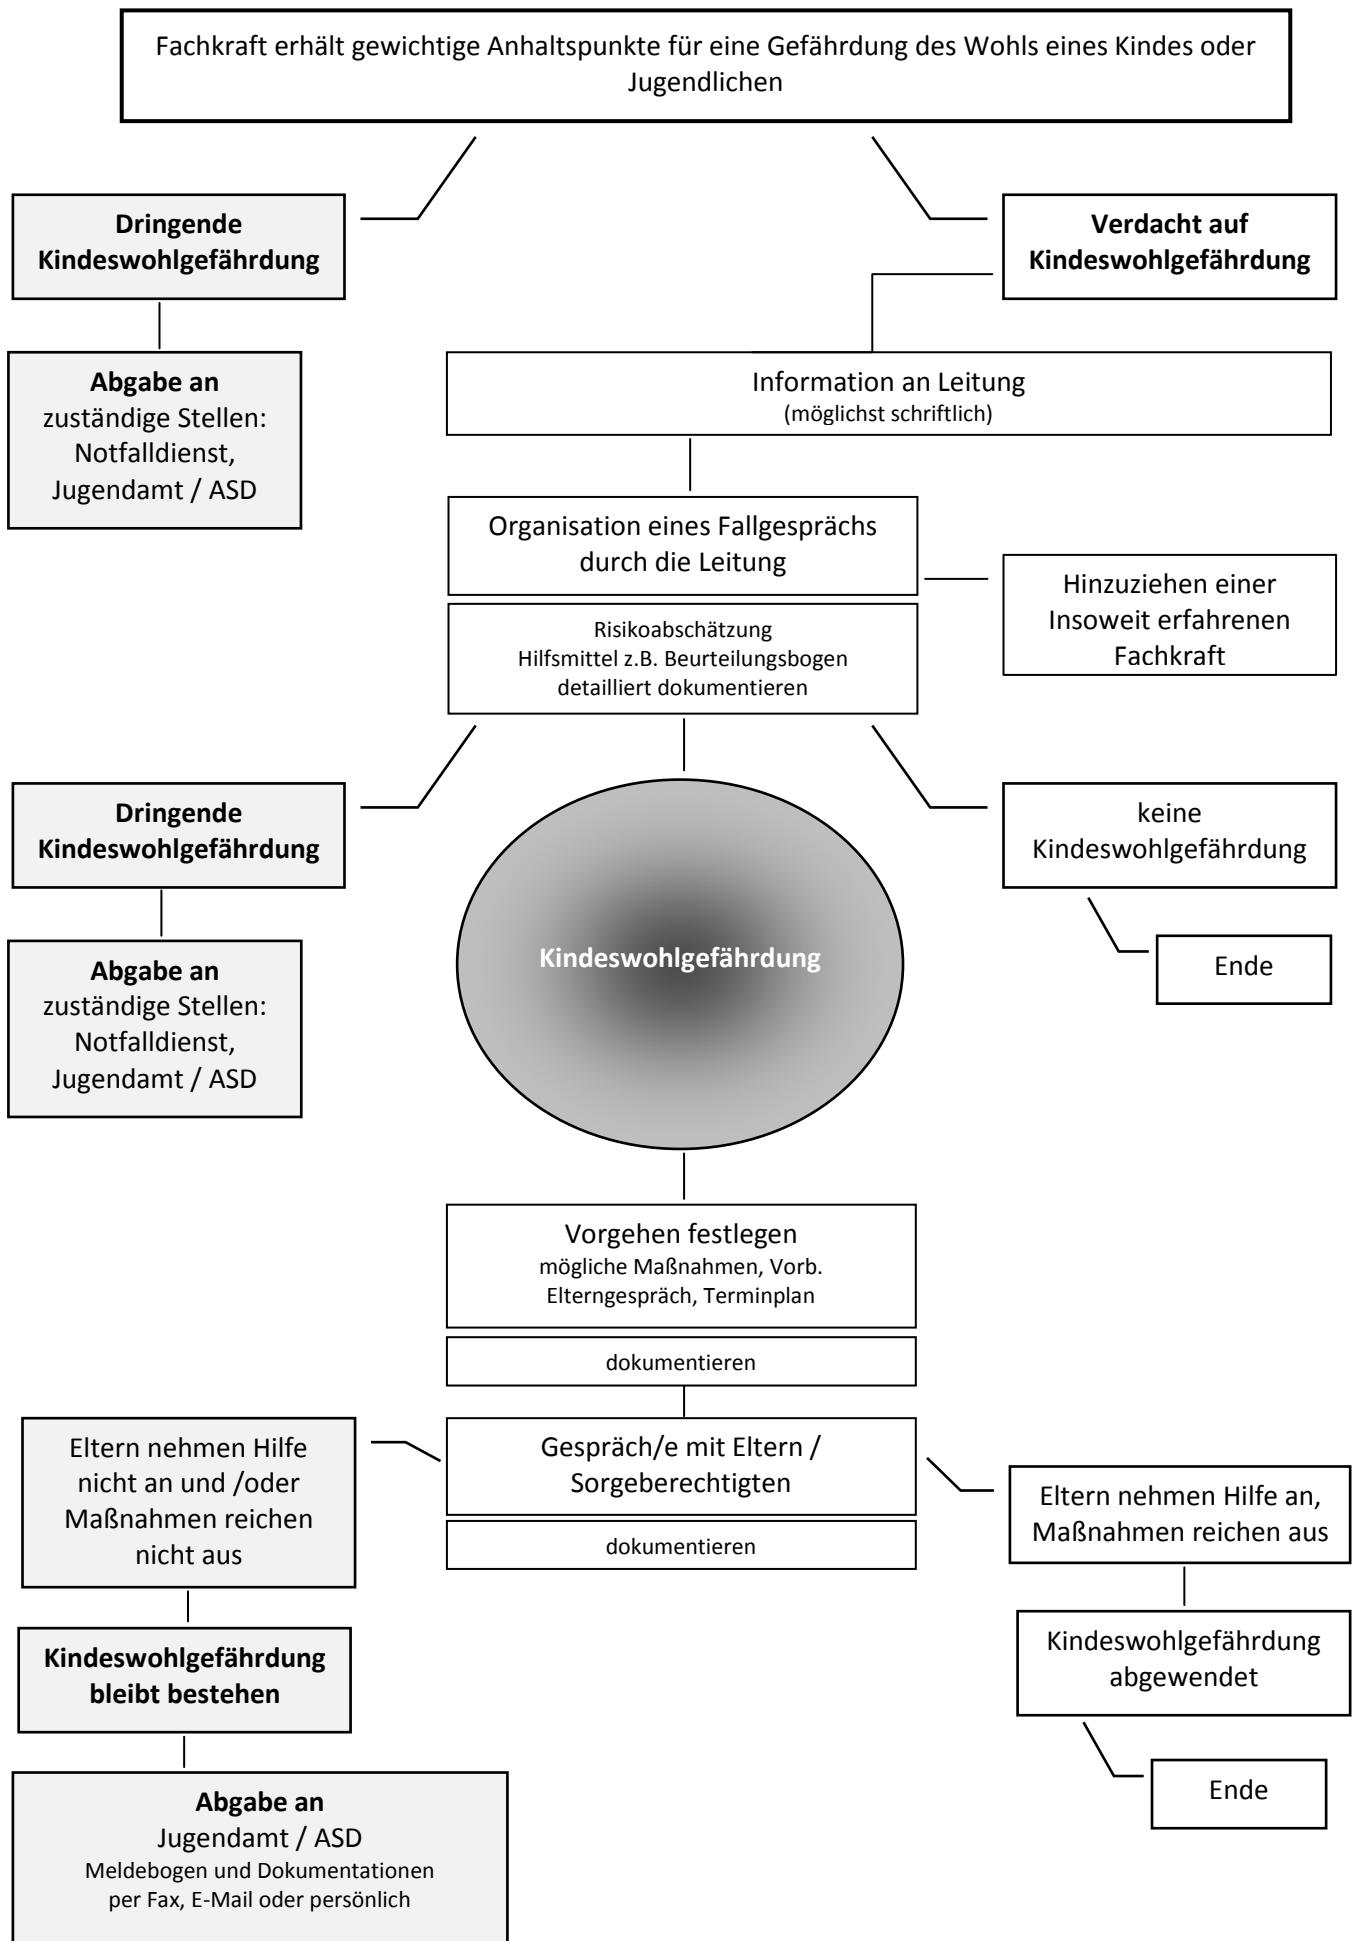 Fachkraft erhält gewichtige Anhaltspunkte für eine Gefährdung des Wohls eines Kindes oder
Jugendlichen
Dringende
Kindeswohlgefährdung
Verdacht auf
Kindeswohlgefährdung
Abgabe an
zuständige Stellen:
Notfalldienst,
Jugendamt / ASD
Information an Leitung
(möglichst schriftlich)
Organisation eines Fallgesprächs
durch die Leitung
Hinzuziehen einer
Insoweit erfahrenen
Fachkraft
Risikoabschätzung
Hilfsmittel z.B. Beurteilungsbogen
detailliert dokumentieren
Dringende
Kindeswohlgefährdung
keine
Kindeswohlgefährdung
Abgabe an
zuständige Stellen:
Notfalldienst,
Jugendamt / ASD
Kindeswohlgefährdung
Ende
Vorgehen festlegen
mögliche Maßnahmen, Vorb.
Elterngespräch, Terminplan
dokumentieren
Eltern nehmen Hilfe
nicht an und /oder
Maßnahmen reichen
nicht aus
Gespräch/e mit Eltern /
Sorgeberechtigten
dokumentieren
Eltern nehmen Hilfe an,
Maßnahmen reichen aus
Kindeswohlgefährdung
bleibt bestehen
Kindeswohlgefährdung
abgewendet
Abgabe an
Jugendamt / ASD
Meldebogen und Dokumentationen
per Fax, E-Mail oder persönlich
Ende